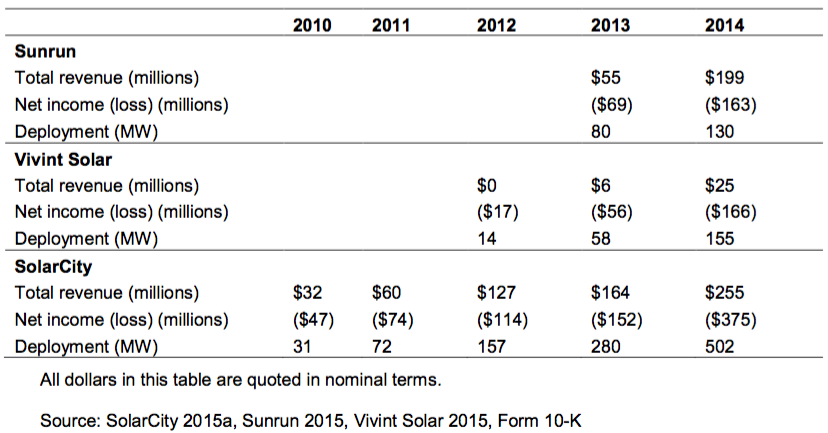 2010 2011 2012 2013 2014
Sunrun
Total revenue (millions) $55 $199
Net income (loss) (millions) ($69) ($163)
Deployment (MW) 80 130
Vivint Solar
Total revenue (millions) $0 $6 $25
Net income (loss) (millions) ($17) ($56) ($166)
Deployment (MW) 14 58 155
SolarCity
Total revenue (millions) $32 $60 $127 $164 $255
Net income (loss) (millions) ($47) ($74) ($114) ($152) ($375)
Deployment (MW) 31 72 157 280 502
All dollars in this table are quoted in nominal terms.
Source: SolarCity 2015a, Sunrun 2015, Vivint Solar 2015, Form 10-K